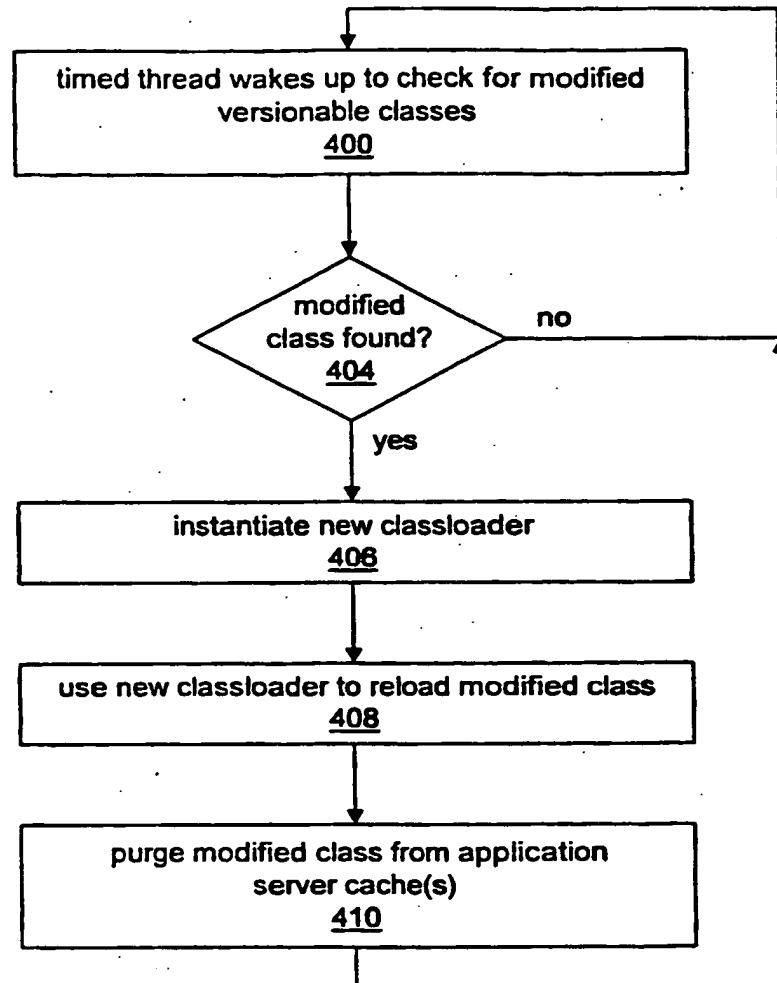 timed thread wakes up to check for modified
versionable classes
400
modified
class found?
404
no
yes
instantiate new classloader
406
use new classloader to reload modified class
408
purge modified class from application
server cache(s)
410